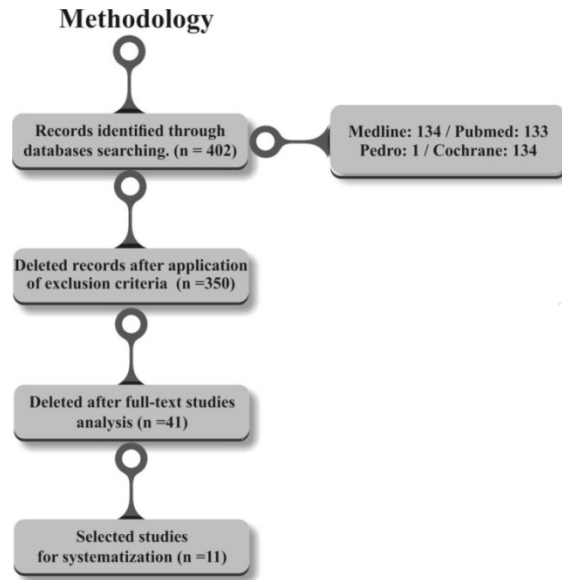 Methodology
Records identified through
databases searching. (n = 402)
Medline: 134 / Pubmed: 133
Pedro: 1 / Cochrane: 134
Deleted records after application
of exclusion criteria (n =350)
Deleted after full-text studies
analysis (n =41)
Selected studies
for systematization (n =11)